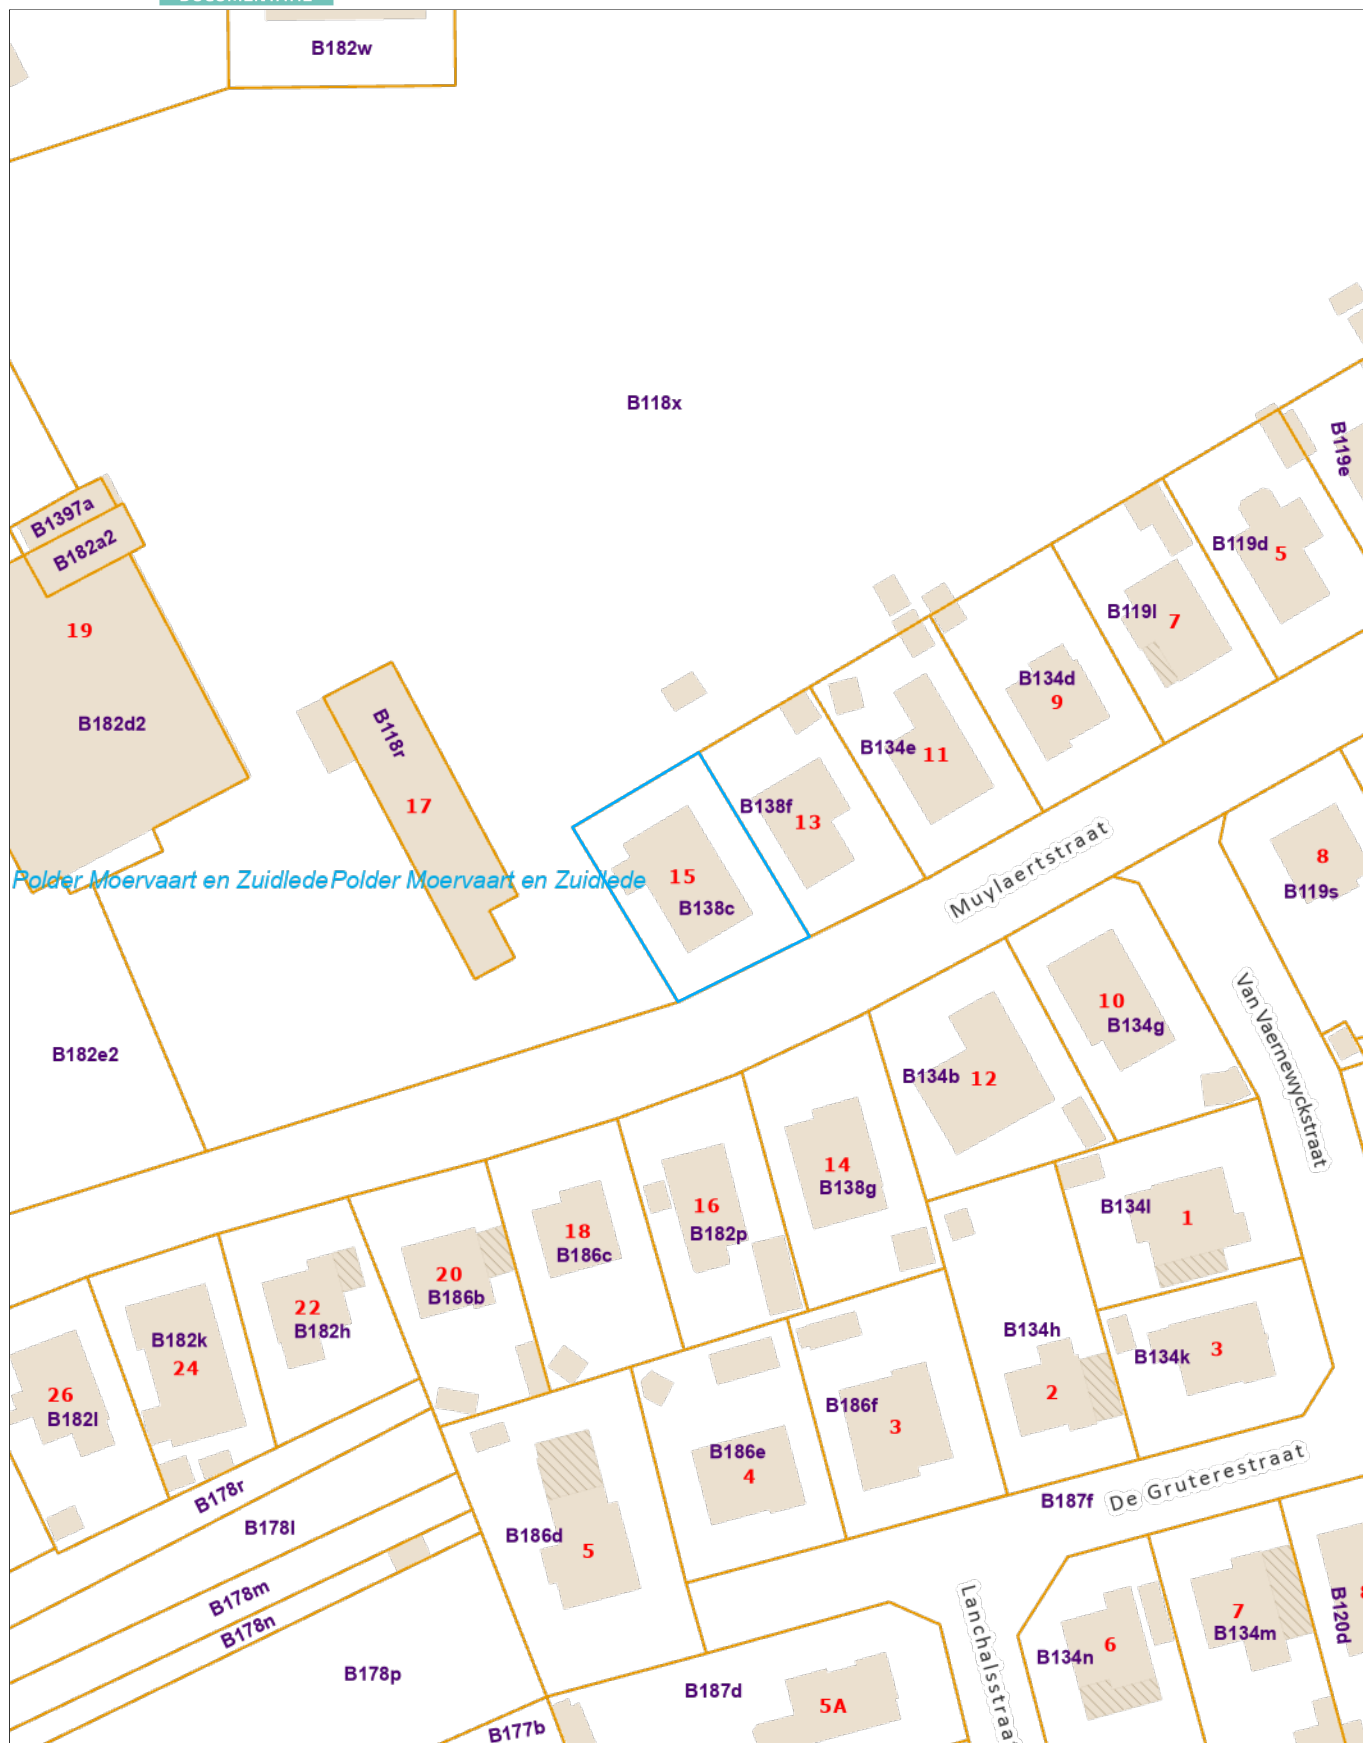 B182w
B118x
B119e
B1397a
B182a2
B119d
5
19
B119l
7
B134d
9
B182d2
B118r
B134e
11
17
B138f
13
Muylaertstraat
8
B119s
Polder Moervaart en Zuidlede
Polder Moervaart en Zuidlede
15
B138c
10
B134g
Van Vaernewyckstraat
B182e2
B134b
12
14
B138g
B134l
1
16
B182p
18
B186c
20
B186b
22
B182h
B134h
B182k
24
B134k
3
26
B182l
2
B186f
3
B186e
4
De Gruterestraat
B178r
B187f
B178l
B186d
5
B178m
B178n
7
B134m
B120d
Lanchalsstraa
6
B134n
B178p
B187d
5A
B177b